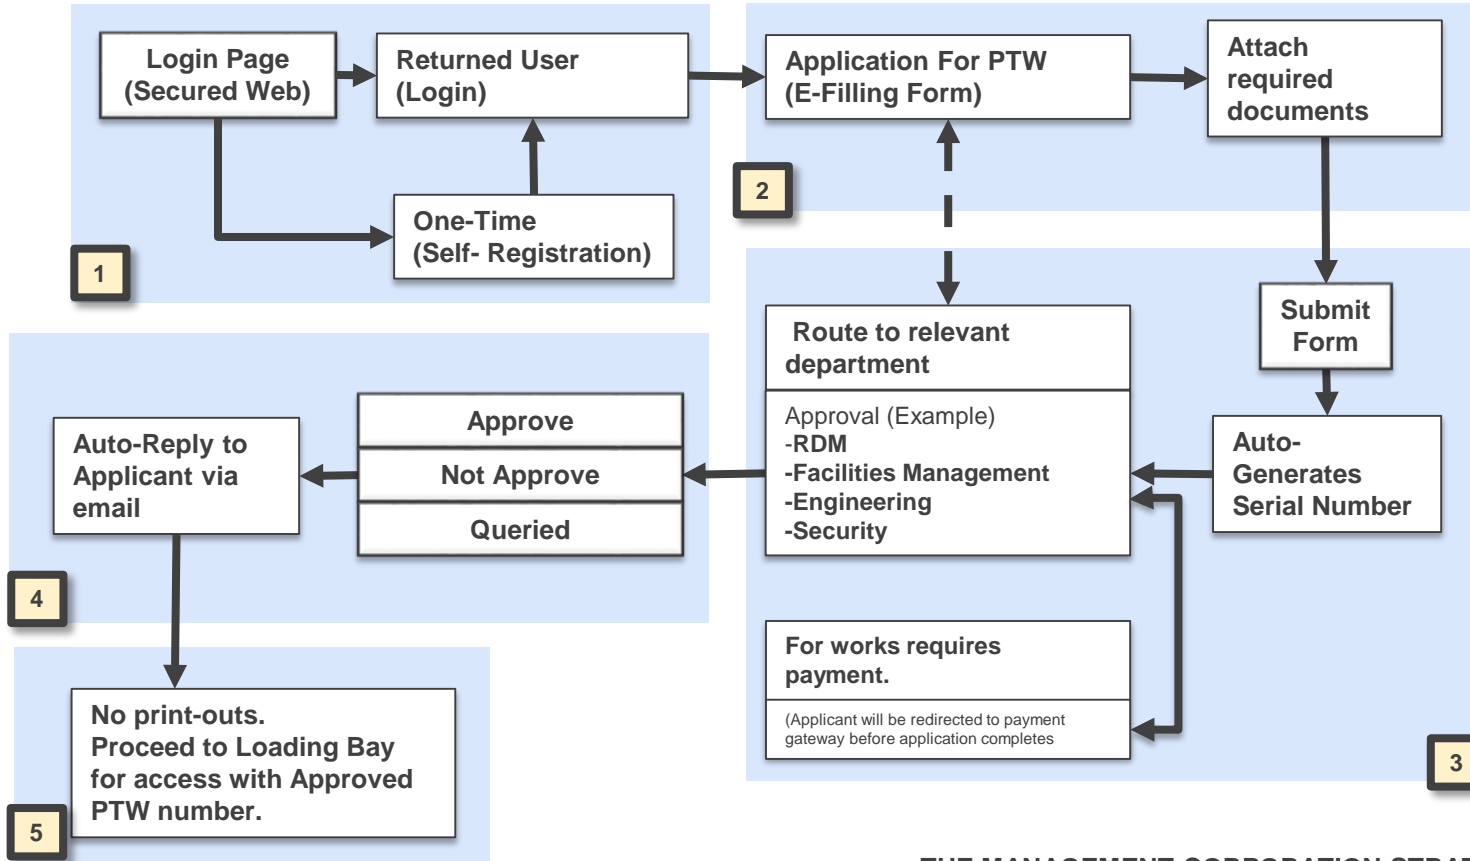 Login Page
(Secured Web)
Returned User
(Login)
One-Time
(Self- Registration)
1
Application For PTW
(E-Filling Form)
Attach
required
documents
2
Submit
Form
Auto-
Generates
Serial Number
Route to relevant
department
Approval (Example)
-RDM
-Facilities Management
-Engineering
-Security
For works requires
payment.
(Applicant will be redirected to payment
gateway before application completes
3
Approve
Not Approve
Queried
Auto-Reply to
Applicant via
email
4
No print-outs.
Proceed to Loading Bay
for access with Approved
PTW number.
5
THE MANAGEMENT CORPORATION STRA